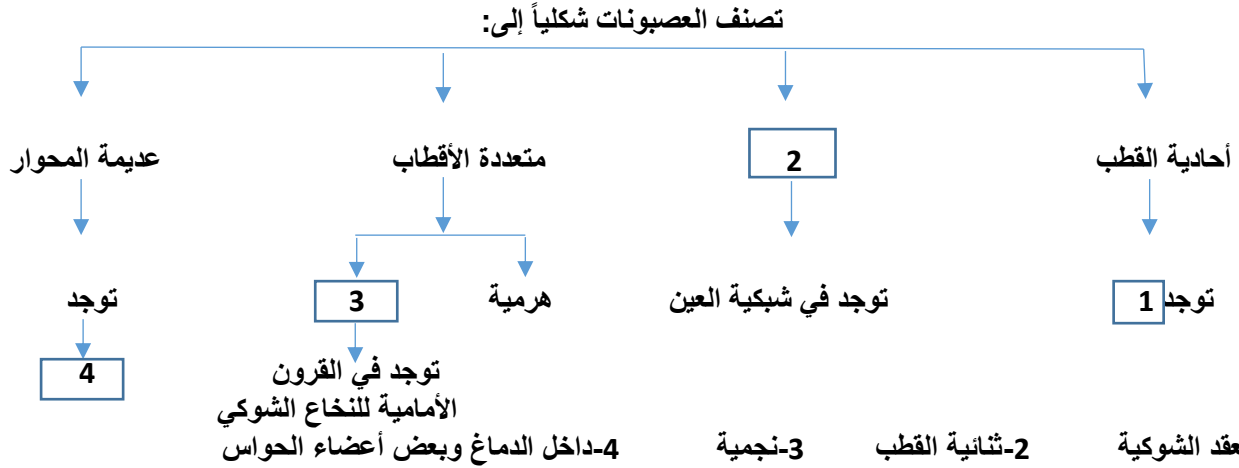 تصنف العصبونات شكلياً إلى:
أحادية القطب 2 متعددة الأقطاب عديمة المحوار
توجد 1 توجد في شبكية العين هرمية 3 توجد
توجد في القرون 4
الأمامية للنخاع الشوكي
لعقد الشوكية 2-ثنائية القطب 3-نجمية 4-داخل الدماغ وبعض أعضاء الحواس